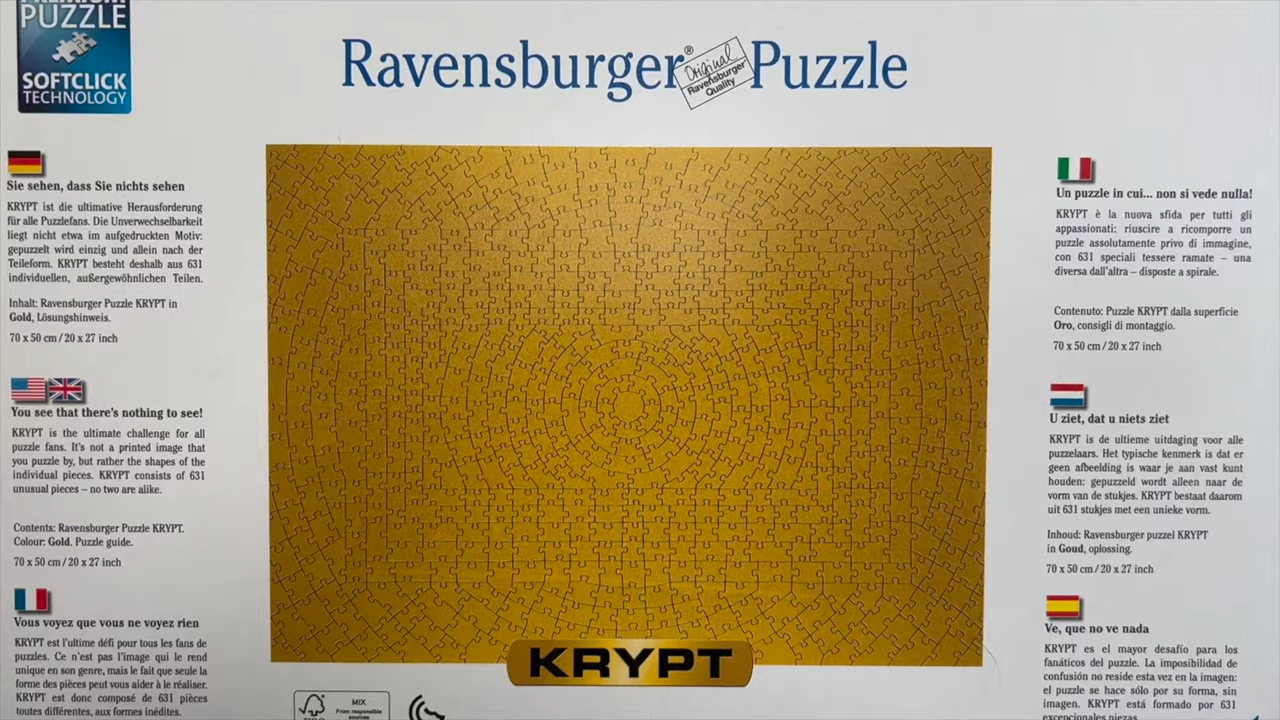 PREMIUM
PUZZLE
SOFTCLICK
TECHNOLOGY
Ravensburger® Puzzle
Original
Ravensburger
Quality
Sie sehen, dass Sie nichts sehen
KRYPT ist die ultimative Herausforderung
für alle Puzzlefans. Die Unverwechselbarkeit
liegt nicht etwa im aufgedruckten Motiv:
gepuzzelt wird einzig und allein nach der
Teileform. KRYPT besteht deshalb aus 631
individuellen, außergewöhnlichen Teilen.
Inhalt: Ravensburger Puzzle KRYPT in
Gold, Lösungshinweis.
70 x 50 cm / 20 x 27 inch
You see that there's nothing to see!
KRYPT is the ultimate challenge for all
puzzle fans. It's not a printed image that
you puzzle by, but rather the shapes of the
individual pieces. KRYPT consists of 631
unusual pieces – no two are alike.
Contents: Ravensburger Puzzle KRYPT.
Colour: Gold. Puzzle guide.
70 x 50 cm / 20 x 27 inch
Vous voyez que vous ne voyez rien
KRYPT est l'ultime défi pour tous les fans de
puzzles. Ce n'est pas l'image qui le rend
unique en son genre, mais le fait que seule la
forme des pièces peut vous aider à le réaliser.
KRYPT est donc composé de 631 pièces
toutes différentes, aux formes inédites.
KRYPT
MIX
From responsible
sources
Un puzzle in cui... non si vede nulla!
KRYPT è la nuova sfida per tutti gli
appassionati: riuscire a ricomporre un
puzzle assolutamente privo di immagine,
con 631 speciali tessere ramate – una
diversa dall'altra – disposte a spirale.
Contenuto: Puzzle KRYPT dalla superficie
Oro, consigli di montaggio.
70 x 50 cm / 20 x 27 inch
U ziet, dat u niets ziet
KRYPT is de ultieme uitdaging voor alle
puzzelaars. Het typische kenmerk is dat er
geen afbeelding is waar je aan vast kunt
houden: gepuzzeld wordt alleen naar de
vorm van de stukjes. KRYPT bestaat daarom
uit 631 stukjes met een unieke vorm.
Inhoud: Ravensburger puzzel KRYPT
in Goud, oplossing.
70 x 50 cm / 20 x 27 inch
Ve, que no ve nada
KRYPT es el mayor desafío para los
fanáticos del puzzle. La imposibilidad de
confusión no reside esta vez en la imagen:
el puzzle se hace sólo por su forma, sin
imagen. KRYPT está formado por 631
excepcionales piezas.